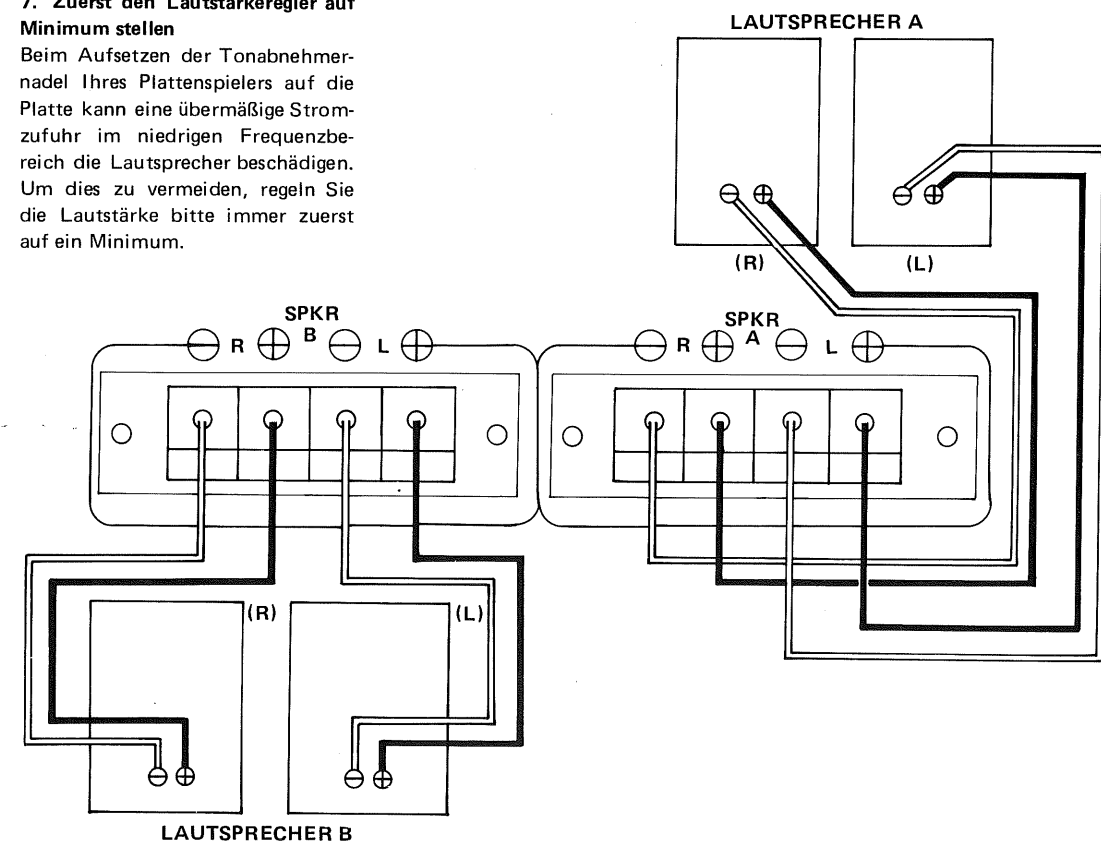 7. Zuerst den Lautstärkeregler auf
Minimum stellen
Beim Aufsetzen der Tonabnehmer-
nadel Ihres Plattenspielers auf die
Platte kann eine übermäßige Strom-
zufuhr im niedrigen Frequenzbe-
reich die Lautsprecher beschädigen.
Um dies zu vermeiden, regeln Sie
die Lautstärke bitte immer zuerst
auf ein Minimum.
LAUTSPRECHER A
− +
− +
(R)
(L)
SPKR
B
− R + − L +
SPKR
A
− R + − L +
(R)
(L)
− +
− +
LAUTSPRECHER B